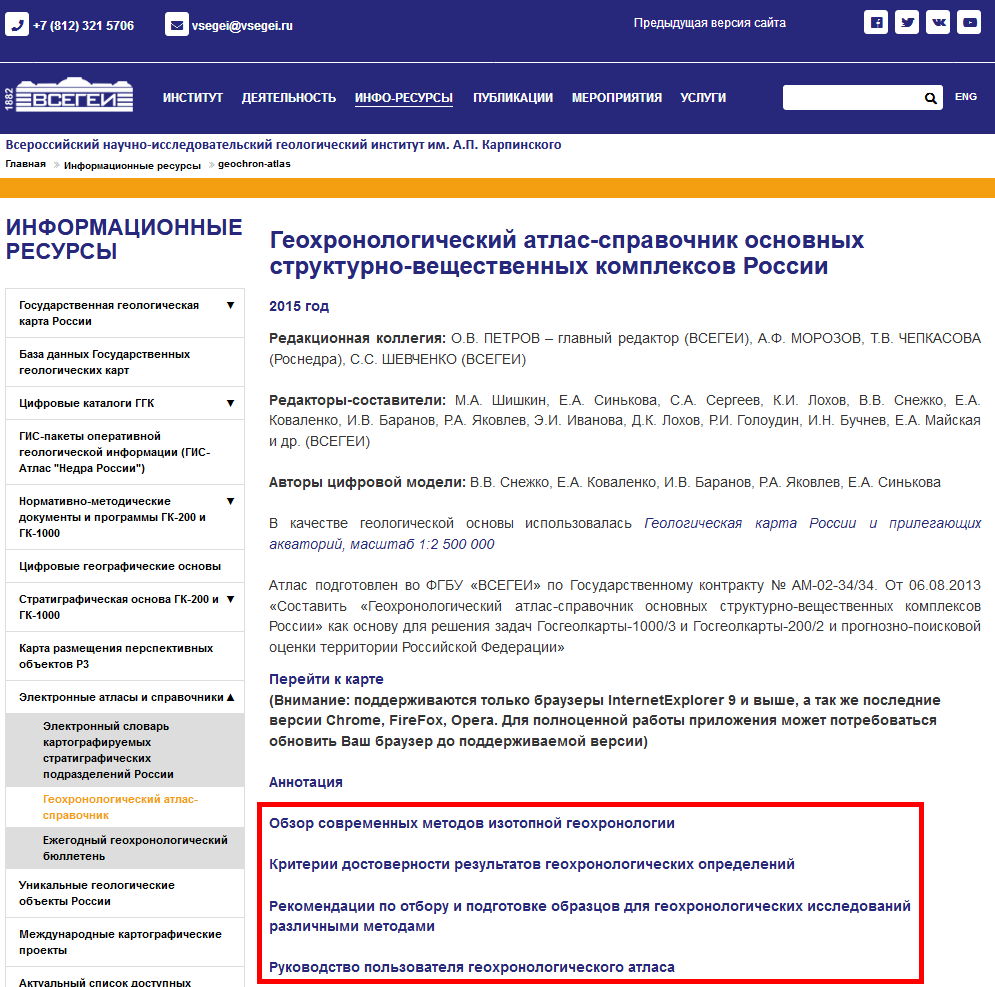 +7 (812) 321 5706
vsegei@vsegei.ru
Предыдущая версия сайта
1882
ВСЕГЕИ
ИНСТИТУТ
ДЕЯТЕЛЬНОСТЬ
ИНФО-РЕСУРСЫ
ПУБЛИКАЦИИ
МЕРОПРИЯТИЯ
УСЛУГИ
ENG
Всероссийский научно-исследовательский геологический институт им. А.П. Карпинского
Главная » Информационные ресурсы » geochron-atlas
ИНФОРМАЦИОННЫЕ
РЕСУРСЫ
Государственная геологическая ▼
карта России
База данных Государственных
геологических карт
Цифровые каталоги ГГК ▼
ГИС-пакеты оперативной
геологической информации (ГИС-
Атлас "Недра России")
Нормативно-методические ▼
документы и программы ГК-200 и
ГК-1000
Цифровые географические основы
Стратиграфическая основа ГК-200 и ▼
ГК-1000
Карта размещения перспективных
объектов РЗ
Электронные атласы и справочники ▲
Электронный словарь
картографируемых
стратиграфических
подразделений России
Геохронологический атлас-
справочник
Ежегодный геохронологический
бюллетень
Уникальные геологические
объекты России
Международные картографические
проекты
Актуальный список доступных
Геохронологический атлас-справочник основных
структурно-вещественных комплексов России
2015 год
Редакционная коллегия: О.В. ПЕТРОВ – главный редактор (ВСЕГЕИ), А.Ф. МОРОЗОВ, Т.В. ЧЕПКАСОВА
(Роснедра), С.С. ШЕВЧЕНКО (ВСЕГЕИ)
Редакторы-составители: М.А. Шишкин, Е.А. Синькова, С.А. Сергеев, К.И. Лохов, В.В. Снежко, Е.А.
Коваленко, И.В. Баранов, Р.А. Яковлев, Э.И. Иванова, Д.К. Лохов, Р.И. Голоудин, И.Н. Бучнев, Е.А. Майская
и др. (ВСЕГЕИ)
Авторы цифровой модели: В.В. Снежко, Е.А. Коваленко, И.В. Баранов, Р.А. Яковлев, Е.А. Синькова
В качестве геологической основы использовалась Геологическая карта России и прилегающих
акваторий, масштаб 1:2 500 000
Атлас подготовлен во ФГБУ «ВСЕГЕИ» по Государственному контракту № АМ-02-34/34. От 06.08.2013
«Составить «Геохронологический атлас-справочник основных структурно-вещественных комплексов
России» как основу для решения задач Госгеолкарты-1000/3 и Госгеолкарты-200/2 и прогнозно-поисковой
оценки территории Российской Федерации»
Перейти к карте
(Внимание: поддерживаются только браузеры InternetExplorer 9 и выше, а так же последние
версии Chrome, FireFox, Opera. Для полноценной работы приложения может потребоваться
обновить Ваш браузер до поддерживаемой версии)
Аннотация
Обзор современных методов изотопной геохронологии
Критерии достоверности результатов геохронологических определений
Рекомендации по отбору и подготовке образцов для геохронологических исследований
различными методами
Руководство пользователя геохронологического атласа